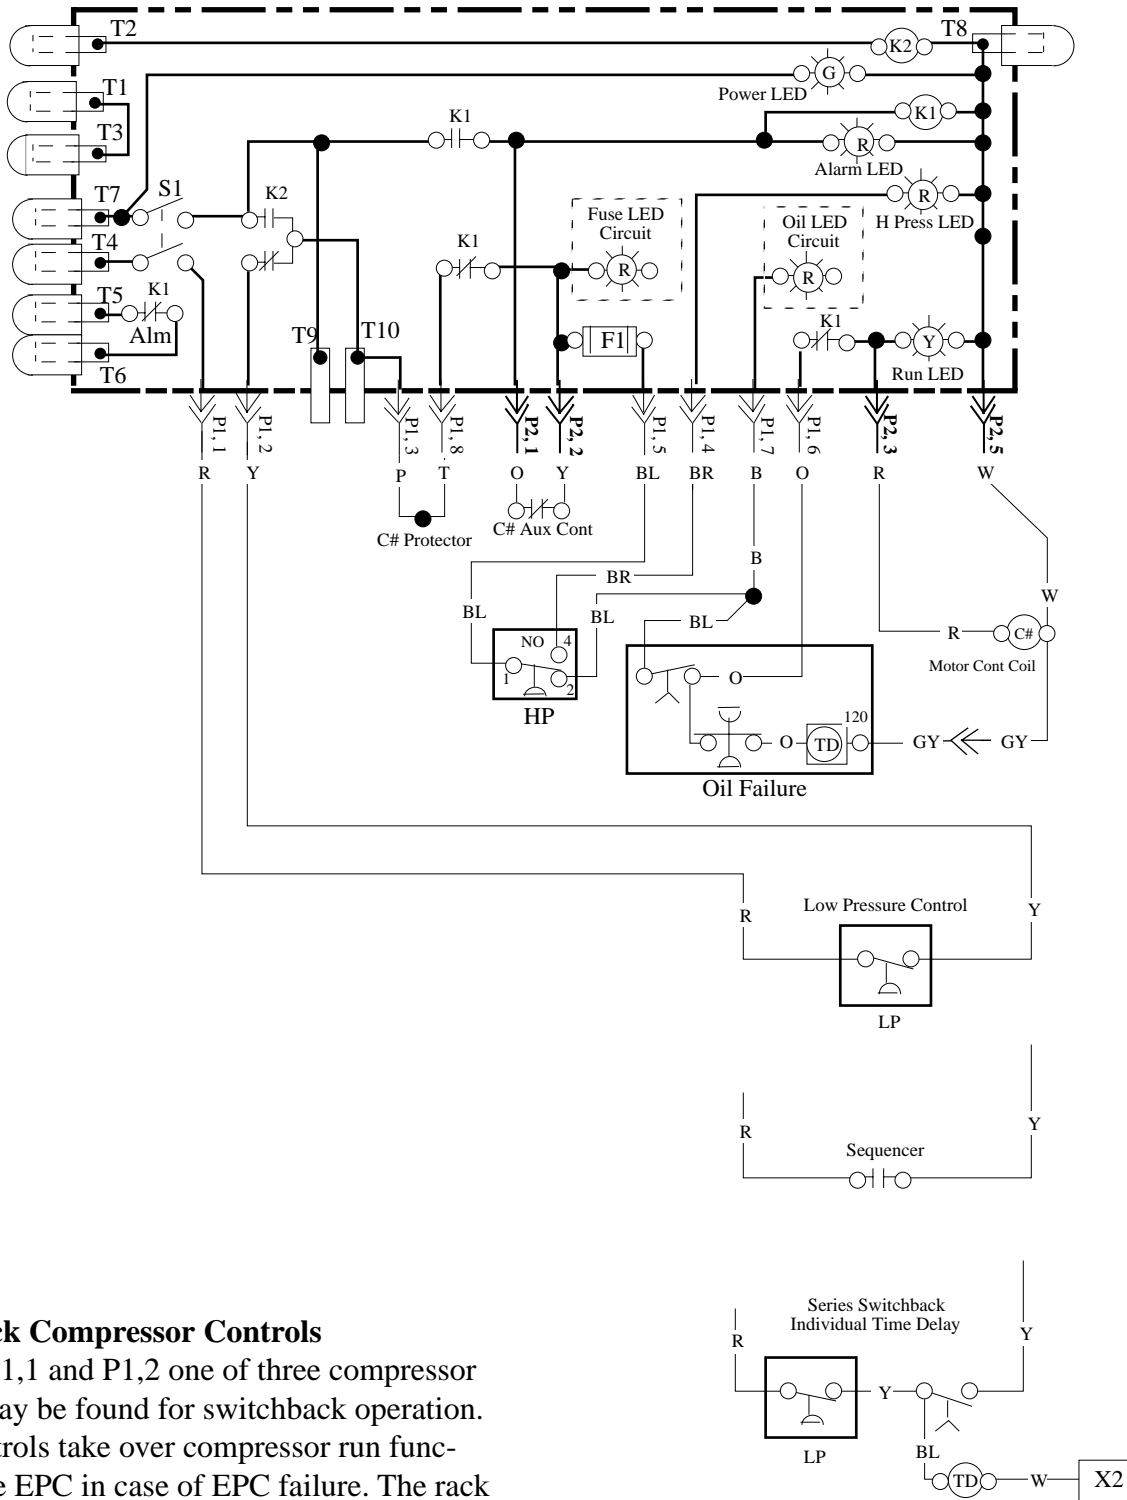 T2
T8
K2
G
Power LED
T1
K1
K1
T3
R
Alarm LED
T7
S1
K2
Fuse LED
Circuit
Oil LED
Circuit
R
H Press LED
T4
K1
R
R
T5
K1
Alm
T9
T10
F1
K1
Y
T6
Run LED
P1, 1
P1, 2
P1, 3
P1, 8
P2, 1
P2, 2
P1, 5
P1, 4
P1, 7
P1, 6
P2, 3
P2, 5
R
Y
P
T
O
Y
BL
BR
B
O
R
W
C# Protector
C# Aux Cont
B
BR
W
BL
BL
BL
R
C#
NO
4
1
2
Motor Cont Coil
O
HP
120
O
TD
GY
GY
Oil Failure
Low Pressure Control
R
Y
LP
R
Y
Sequencer
Series Switchback
Individual Time Delay
R
Y
Y
LP
BL
TD
W
X2
ck Compressor Controls
1,1 and P1,2 one of three compressor
ay be found for switchback operation.
trols take over compressor run func-
e EPC in case of EPC failure. The rack